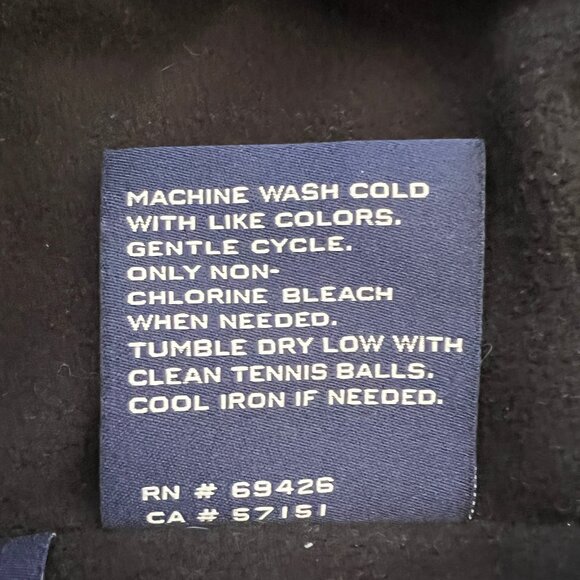 MACHINE WASH COLD
WITH LIKE COLORS.
GENTLE CYCLE.
ONLY NON-
CHLORINE BLEACH
WHEN NEEDED.
TUMBLE DRY LOW WITH
CLEAN TENNIS BALLS.
COOL IRON IF NEEDED.
RN # 69426
CA # 57151